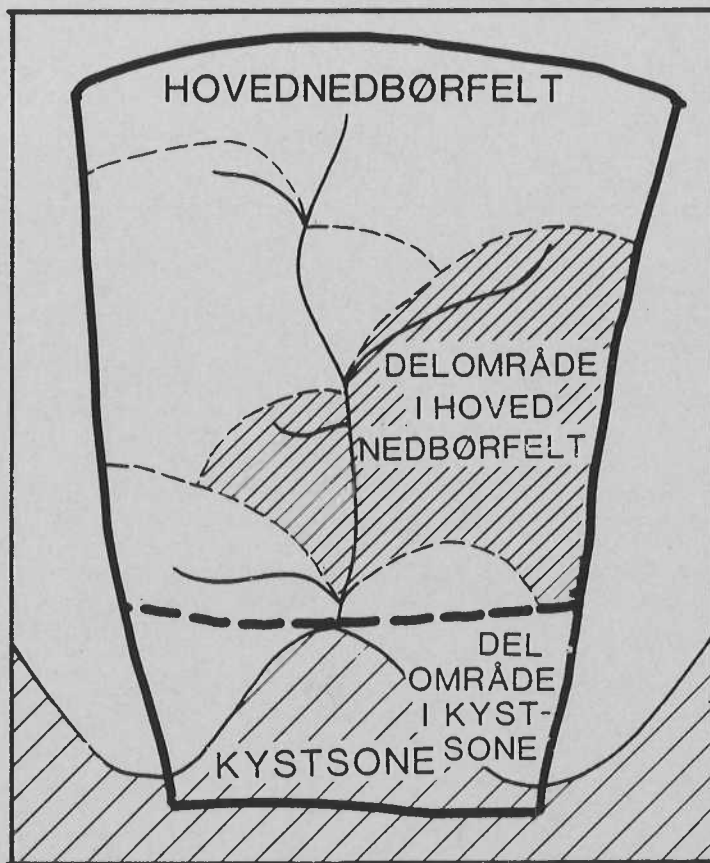 HOVEDNEDBØRFELT
DELOMRÅDE
I HOVED
NEDBØRFELT
DEL
OMRÅDE
I KYST-
SONE
KYSTSONE